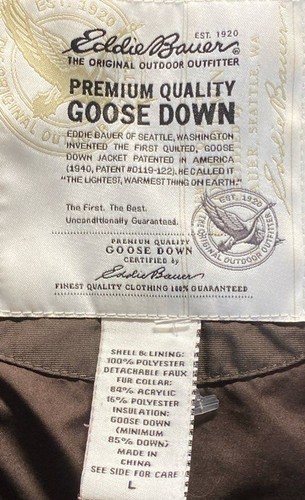 EST. 1920
Eddie Bauer®
THE ORIGINAL OUTDOOR OUTFITTER
PREMIUM QUALITY
GOOSE DOWN
EDDIE BAUER OF SEATTLE, WASHINGTON
INVENTED THE FIRST QUILTED, GOOSE
DOWN JACKET PATENTED IN AMERICA
(1940, PATENT #D119-122). HE CALLED IT
"THE LIGHTEST, WARMEST THING ON EARTH."
The First. The Best.
Unconditionally Guaranteed.
EST. 1920
THE ORIGINAL OUTDOOR OUTFITTER
PREMIUM QUALITY
GOOSE DOWN
CERTIFIED by
Eddie Bauer
FINEST QUALITY CLOTHING 100% GUARANTEED
Eddie Bauer
SEATTLE, WA
SHELL & LINING:
100% POLYESTER
DETACHABLE FAUX
FUR COLLAR:
84% ACRYLIC
16% POLYESTER
INSULATION:
GOOSE DOWN
(MINIMUM
85% DOWN)
MADE IN
CHINA
SEE SIDE FOR CARE
L